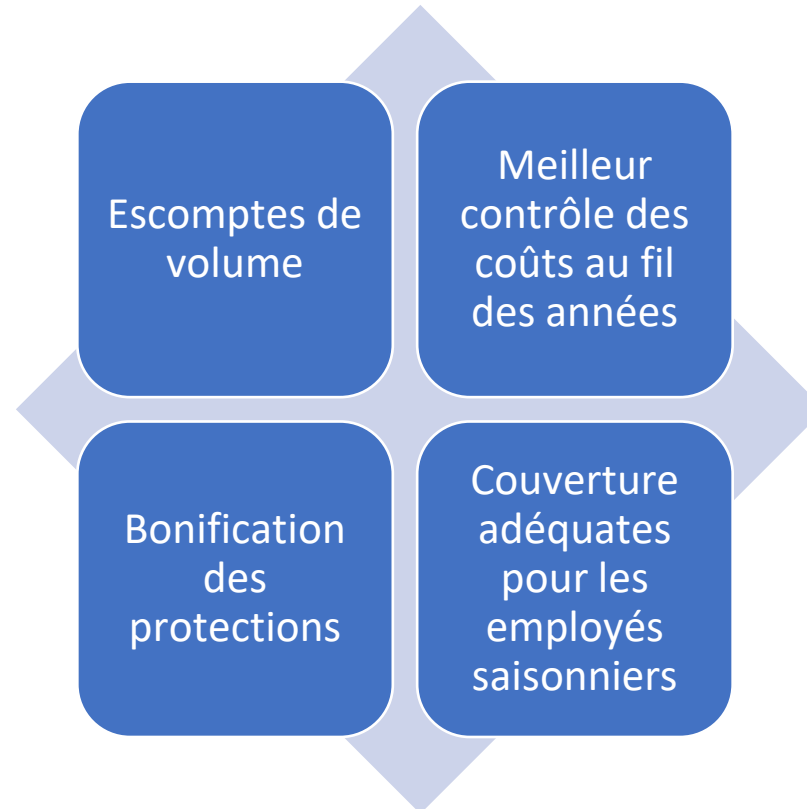 Escomptes de
volume
Meilleur
contrôle des
coûts au fil
des années
Bonification
des
protections
Couverture
adéquates
pour les
employés
saisonniers